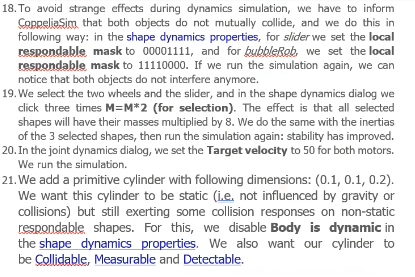 18. To avoid strange effects during dynamics simulation, we have to inform
CoppeliaSim that both objects do not mutually collide, and we do this in
following way: in the shape dynamics properties, for slider we set the local
respondable mask to 00001111, and for bubbleRob, we set the local
respondable mask to 11110000. If we run the simulation again, we can
notice that both objects do not interfere anymore.
19. We select the two wheels and the slider, and in the shape dynamics dialog we
click three times M=M*2 (for selection). The effect is that all selected
shapes will have their masses multiplied by 8. We do the same with the inertias
of the 3 selected shapes, then run the simulation again: stability has improved.
20. In the joint dynamics dialog, we set the Target velocity to 50 for both motors.
We run the simulation.
21. We add a primitive cylinder with following dimensions: (0.1, 0.1, 0.2).
We want this cylinder to be static (i.e. not influenced by gravity or
collisions) but still exerting some collision responses on non-static
respondable shapes. For this, we disable Body is dynamic in
the shape dynamics properties. We also want our cylinder to
be Collidable, Measurable and Detectable.